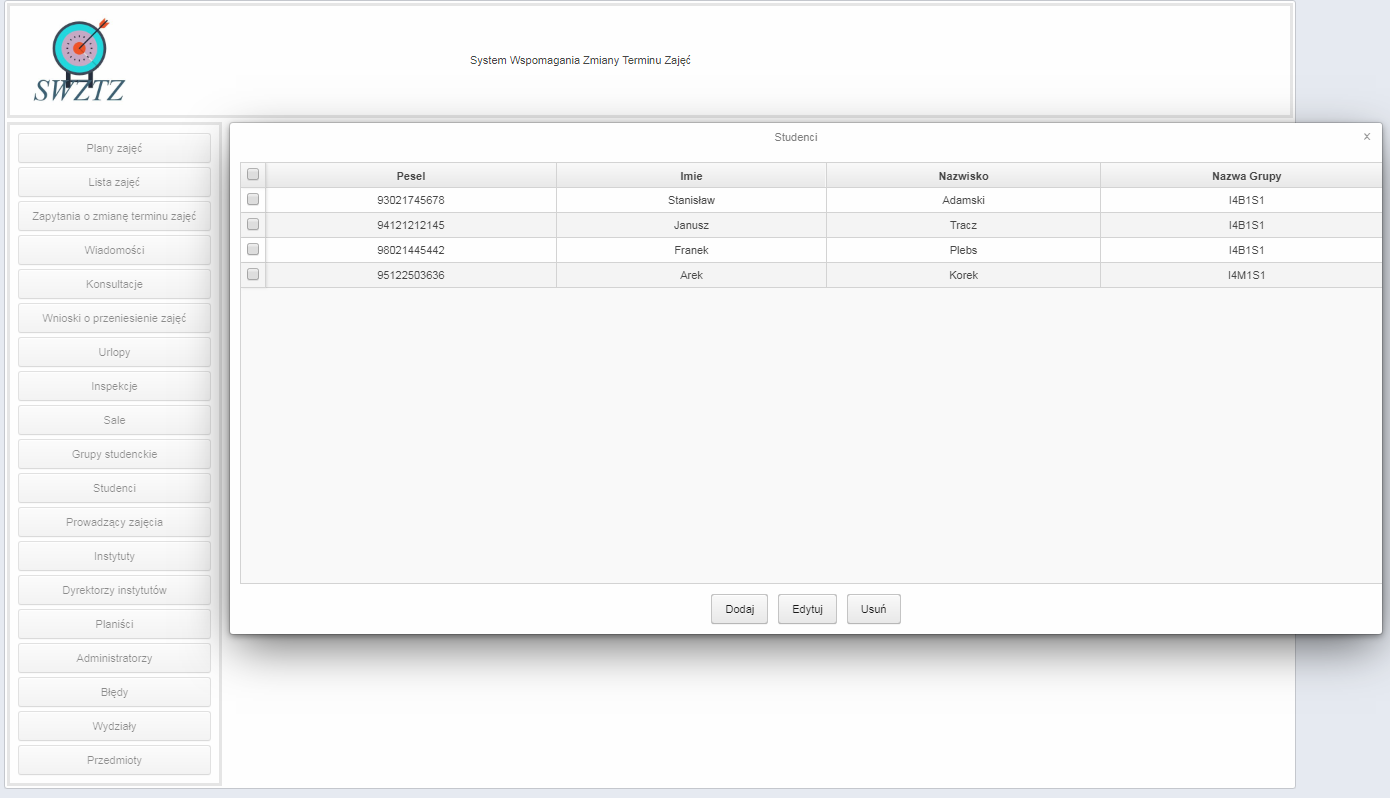 SWZTZ
System Wspomagania Zmiany Terminu Zajęć
Plany zajęć
Lista zajęć
Zapytania o zmianę terminu zajęć
Wiadomości
Konsultacje
Wnioski o przeniesienie zajęć
Urlopy
Inspekcje
Sale
Grupy studenckie
Studenci
Prowadzący zajęcia
Instytuty
Dyrektorzy instytutów
Planiści
Administratorzy
Błędy
Wydziały
Przedmioty
Studenci x
Pesel Imie Nazwisko Nazwa Grupy
93021745678 Stanisław Adamski I4B1S1
94121212145 Janusz Tracz I4B1S1
98021445442 Franek Plebs I4B1S1
95122503636 Arek Korek I4M1S1
Dodaj Edytuj Usuń